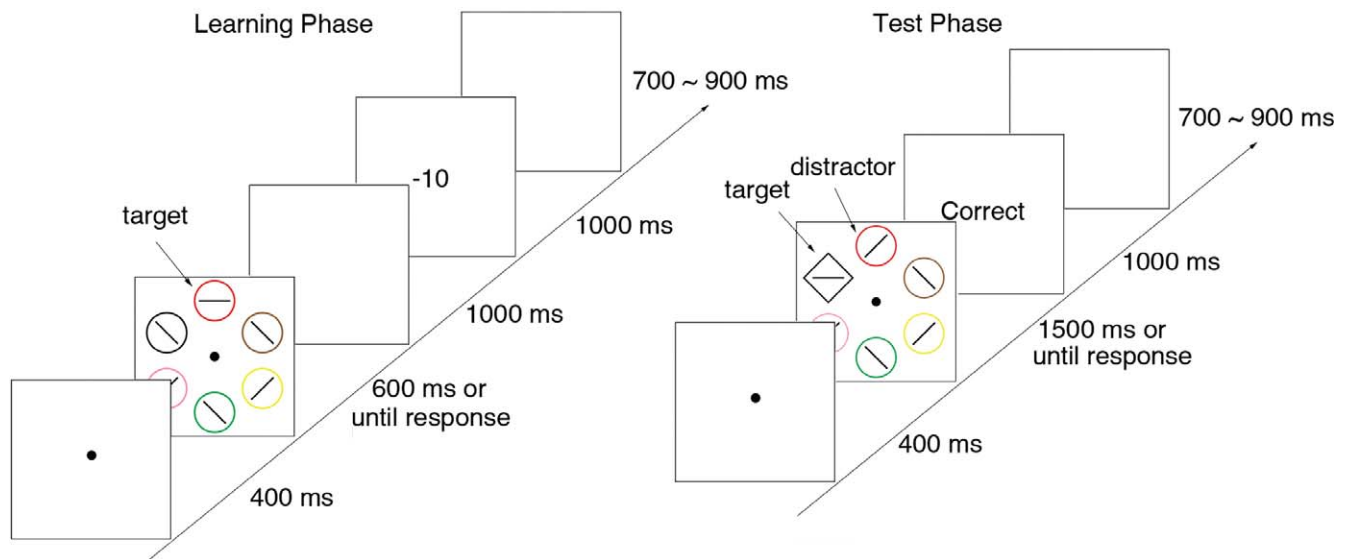 Learning Phase
700 ~ 900 ms
-10
1000 ms
target
1000 ms
600 ms or
until response
400 ms
Test Phase
700 ~ 900 ms
distractor
target
Correct
1000 ms
1500 ms or
until response
400 ms